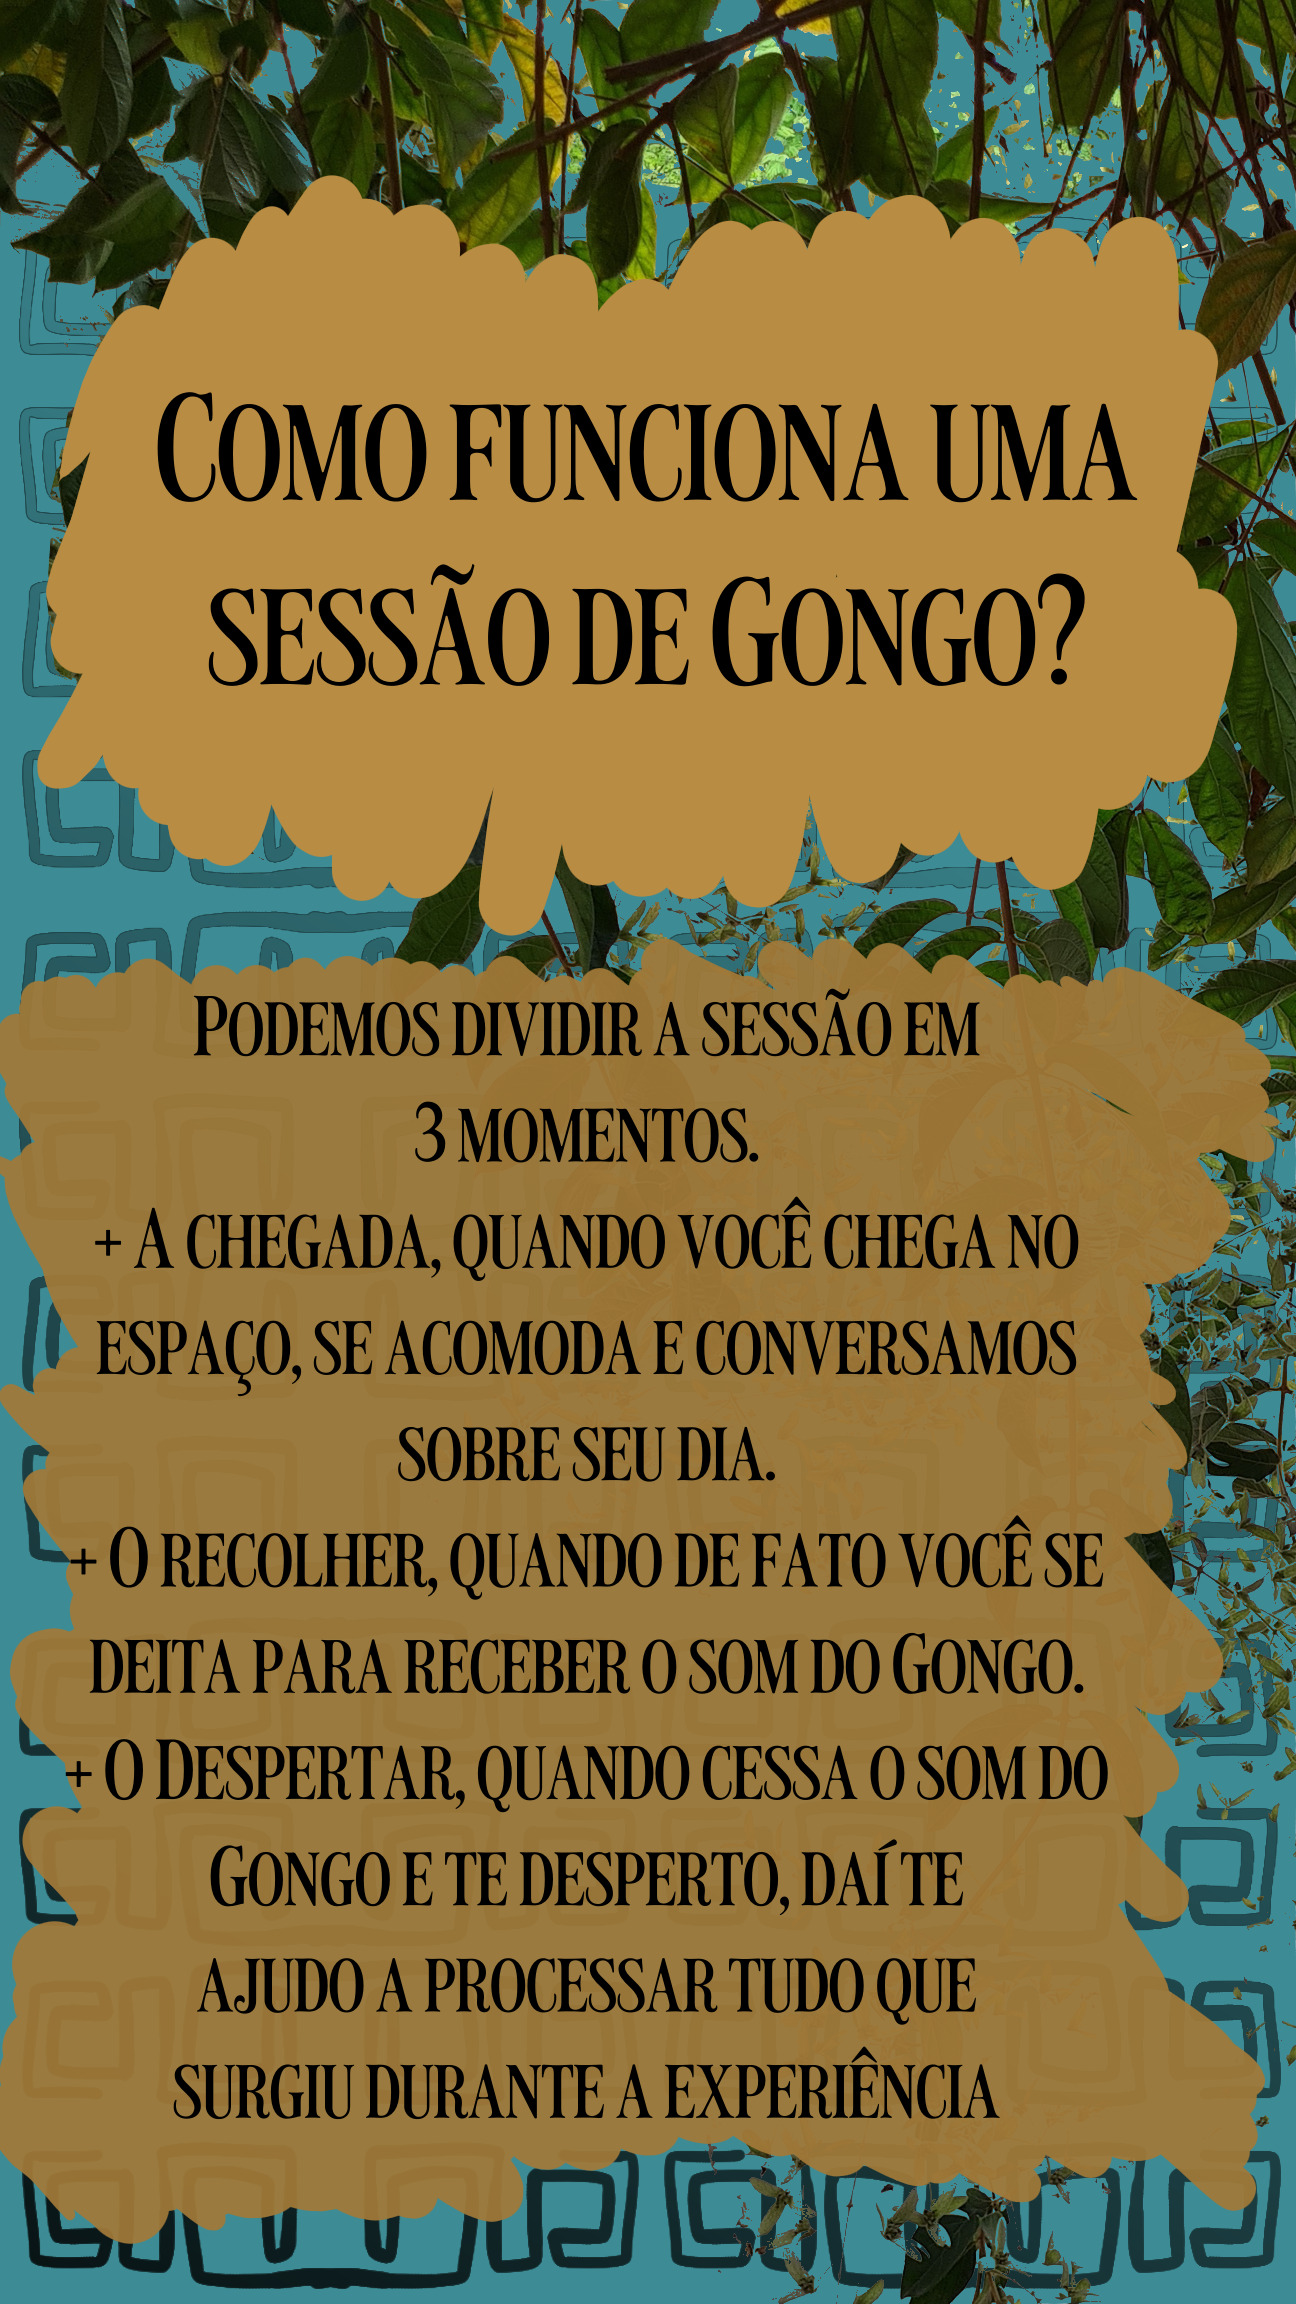 Como funciona uma
sessão de Gongo?
Podemos dividir a sessão em
3 momentos.
+ A chegada, quando você chega no
espaço, se acomoda e conversamos
sobre seu dia.
+ O recolher, quando de fato você se
deita para receber o som do Gongo.
+ O Despertar, quando cessa o som do
Gongo e te desperto, daí te
ajudo a processar tudo que
surgiu durante a experiência